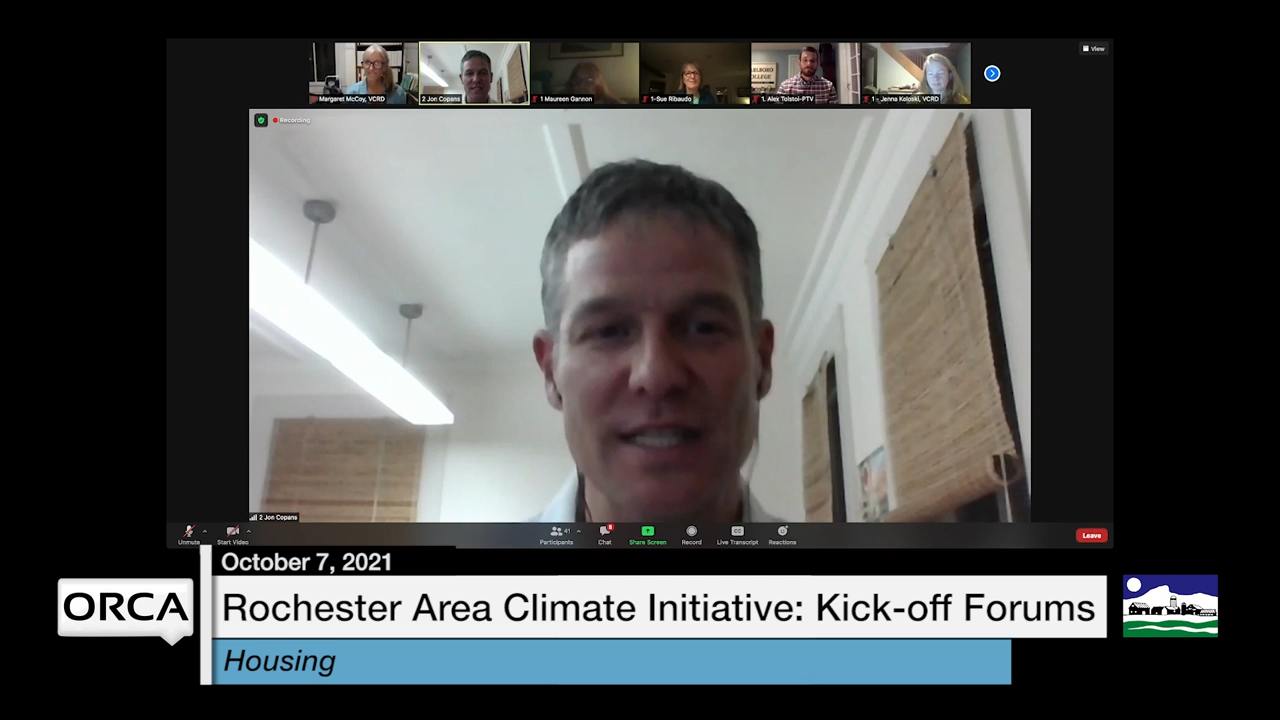 View
Margaret McCoy, VCRD
2 Jon Copans
1 Maureen Gannon
1-Sue Ribaudo
1. Alex Tolstoi-PTV
1 - Jenna Koloski, VCRD
Recording
2 Jon Copans
Unmute
Start Video
41
Participants
Chat
Share Screen
Record
CC
Live Transcript
Reactions
Leave
October 7, 2021
ORCA
Rochester Area Climate Initiative: Kick-off Forums
Housing